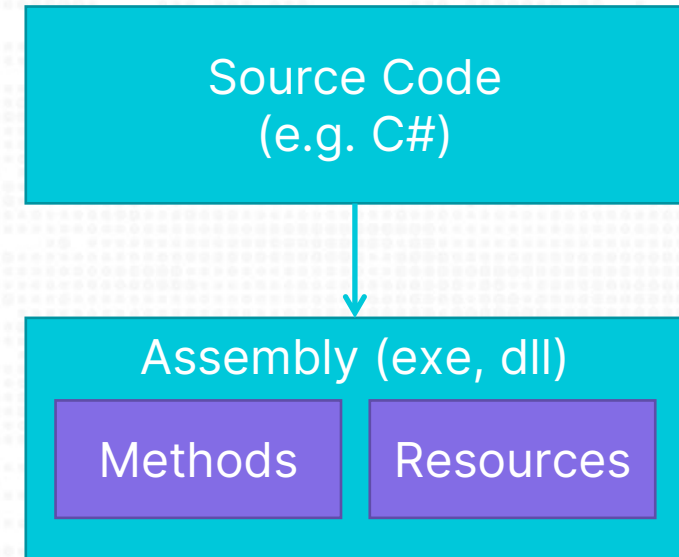 Source Code
(e.g. C#)
Assembly (exe, dll)
Methods
Resources